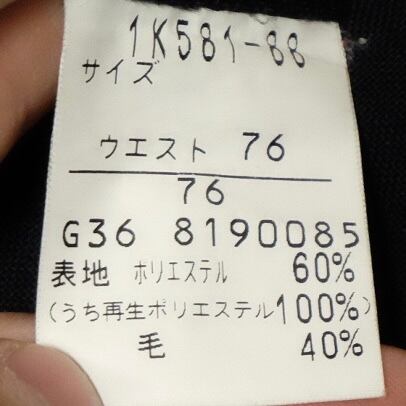 1K581-88
サイズ
ウエスト 76
76
G36 8190085
表地 ポリエステル 60%
(うち再生ポリエステル100%)
毛 40%